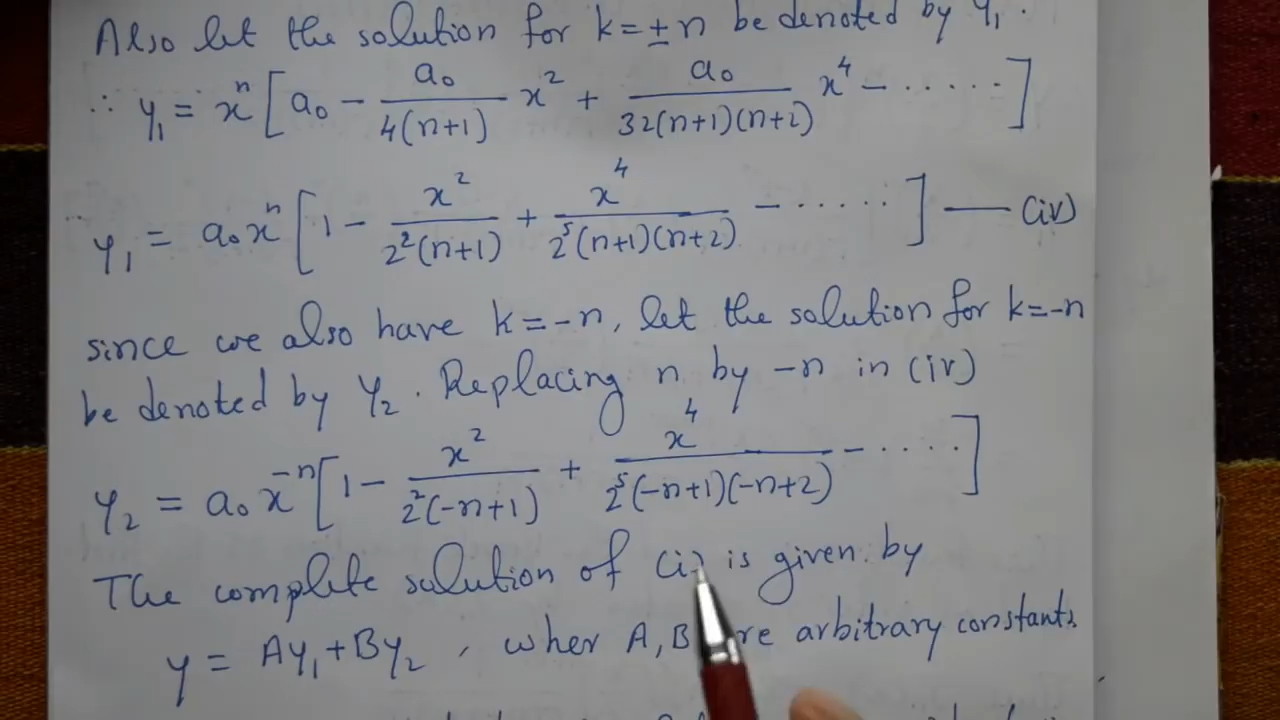 Also let the solution for k=±n be denoted by y₁.
∴ y₁ = xⁿ [ a₀ − a₀/4(n+1) x² + a₀/32(n+1)(n+2) x⁴ − ..... ]
y₁ = a₀xⁿ [ 1 − x²/2²(n+1) + x⁴/2⁵(n+1)(n+2) − ..... ] — (iv)
since we also have k=-n, let the solution for k=-n
be denoted by y₂. Replacing n by -n in (iv)
y₂ = a₀ x⁻ⁿ [ 1 − x²/2²(-n+1) + x⁴/2⁵(-n+1)(-n+2) − .... ]
The complete solution of (i) is given by
y = Ay₁+By₂ , wher A, B are arbitrary constants.